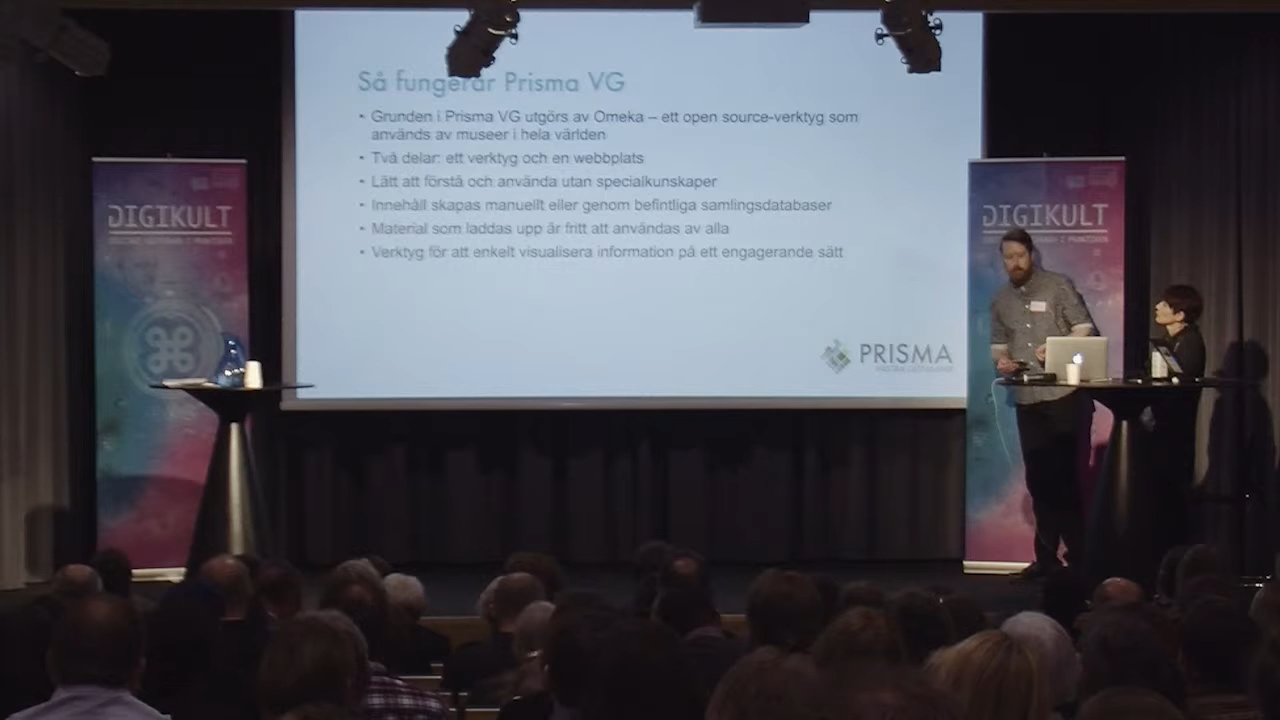 Så fungerar Prisma VG
• Grunden i Prisma VG utgörs av Omeka – ett open source-verktyg som
används av museer i hela världen
• Två delar: ett verktyg och en webbplats
• Lätt att förstå och använda utan specialkunskaper
• Innehåll skapas manuellt eller genom befintliga samlingsdatabaser
• Material som laddas upp är fritt att användas av alla
• Verktyg för att enkelt visualisera information på ett engagerande sätt
PRISMA
DIGIKULT
DIGIKULT